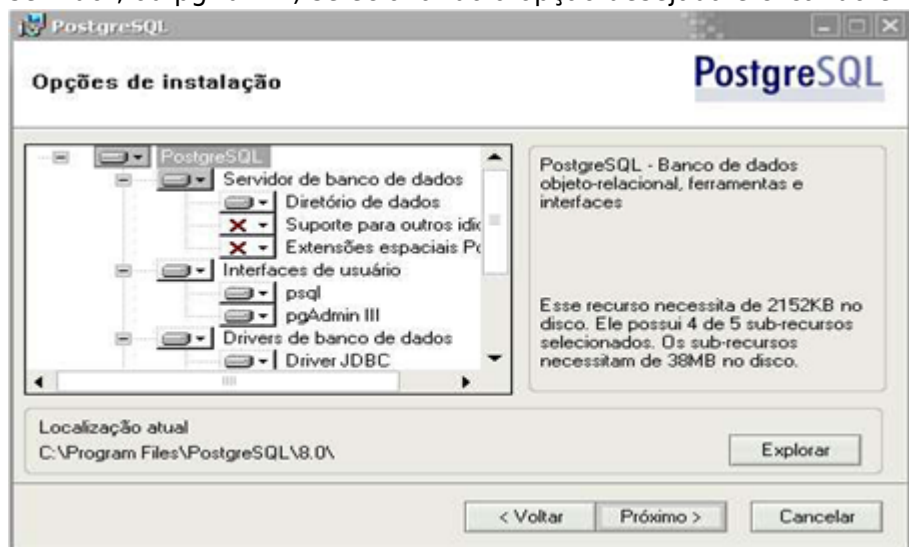 PostgreSQL
Opções de instalação
PostgreSQL
PostgreSQL
Servidor de banco de dados
Diretório de dados
Suporte para outros idi
Extensões espaciais Po
Interfaces de usuário
psql
pgAdmin III
Drivers de banco de dados
Driver JDBC
PostgreSQL - Banco de dados
objeto-relacional, ferramentas e
interfaces
Esse recurso necessita de 2152KB no
disco. Ele possui 4 de 5 sub-recursos
selecionados. Os sub-recursos
necessitam de 38MB no disco.
Localização atual
C:\Program Files\PostgreSQL\8.0\
Explorar
< Voltar
Próximo >
Cancelar